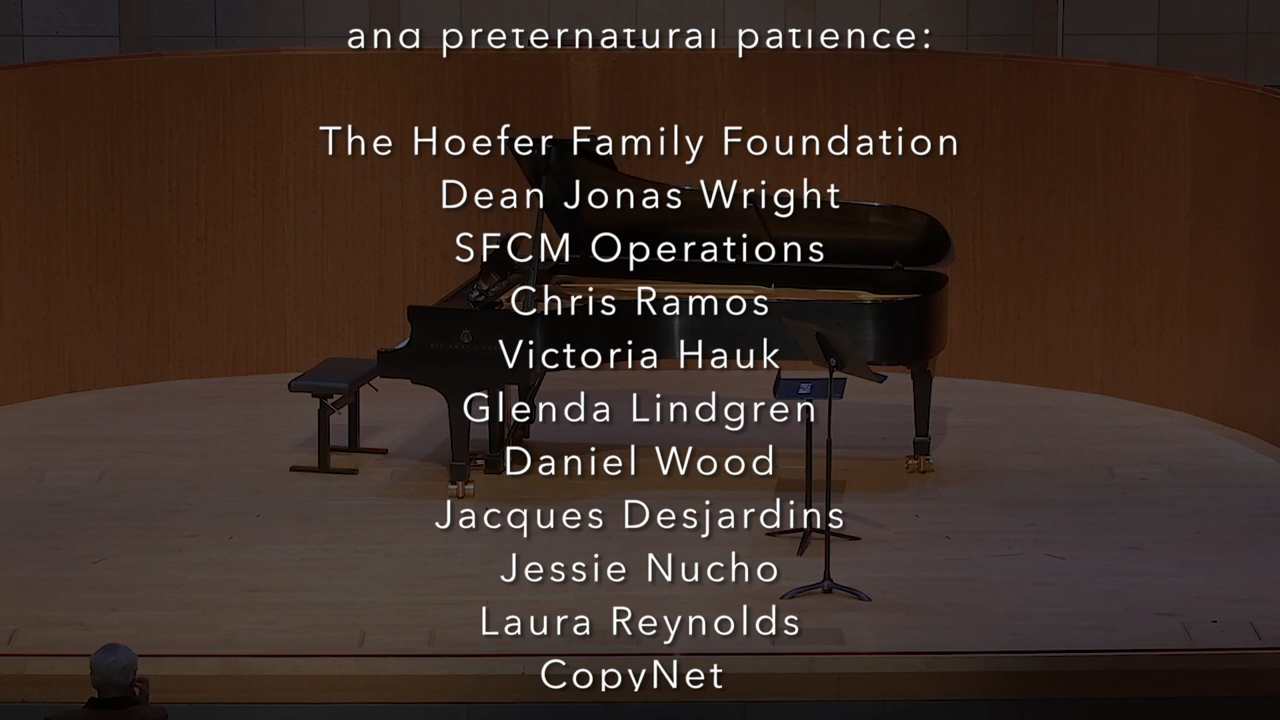 and preternatural patience:
The Hoefer Family Foundation
Dean Jonas Wright
SFCM Operations
Chris Ramos
Victoria Hauk
Glenda Lindgren
Daniel Wood
Jacques Desjardins
Jessie Nucho
Laura Reynolds
CopyNet